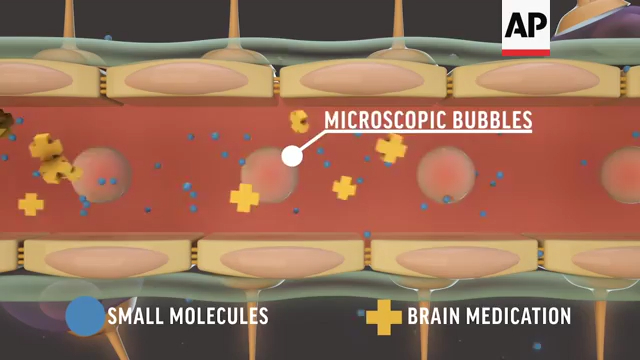 AP
MICROSCOPIC BUBBLES
SMALL MOLECULES
BRAIN MEDICATION